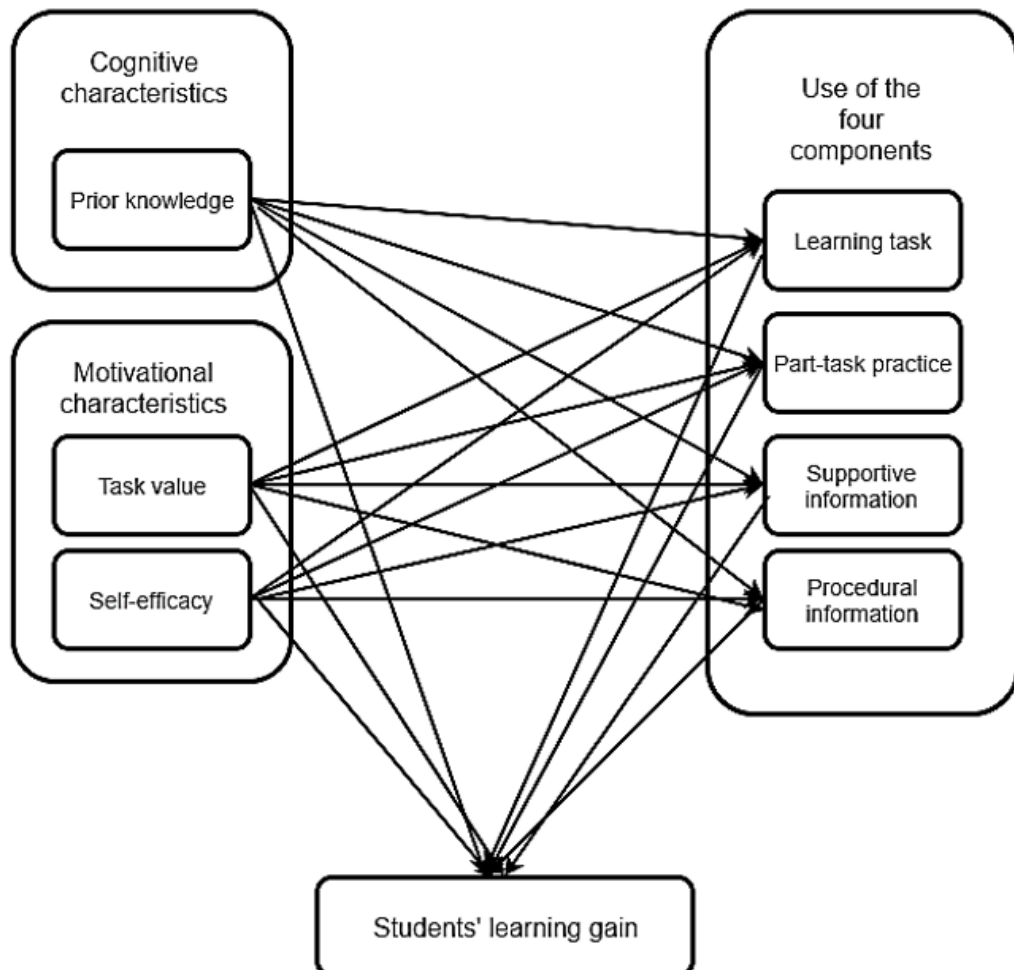 Cognitive
characteristics
Prior knowledge
Motivational
characteristics
Task value
Self-efficacy
Use of the
four
components
Learning task
Part-task practice
Supportive
information
Procedural
information
Students' learning gain